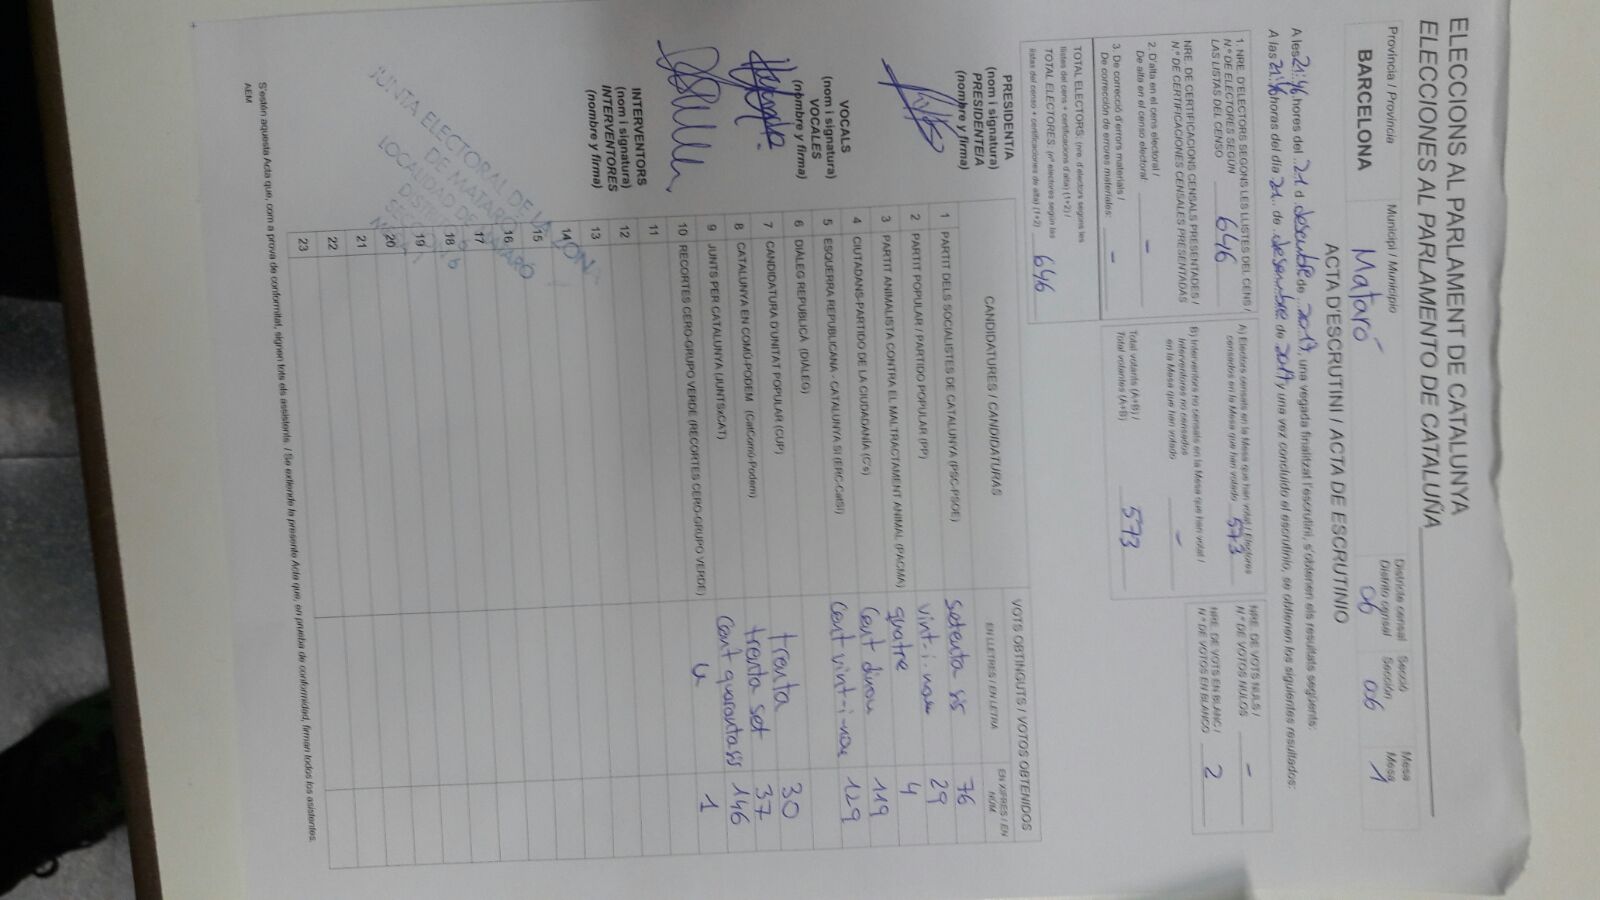 ELECCIONS AL PARLAMENT DE CATALUNYA
ELECCIONES AL PARLAMENTO DE CATALUÑA
Província / Provincia
Municipi / Municipio
Districte censal
Distrito censal
Secció
Sección
Mesa
Mesa
BARCELONA
Mataró
06
006
1
ACTA D'ESCRUTINI / ACTA DE ESCRUTINIO
A les 21:46 hores del 21 d desembre de 2017, una vegada finalitzat l'escrutini, s'obtenen els resultats següents:
A las 21:46 horas del día 21 de desembre de 2017 y una vez concluido el escrutinio, se obtienen los siguientes resultados:
1. NRE. D'ELECTORS SEGONS LES LLISTES DEL CENS /
Nº DE ELECTORES SEGÚN
LAS LISTAS DEL CENSO 646
NRE. DE CERTIFICACIONS CENSALS PRESENTADES /
N.º DE CERTIFICACIONES CENSALES PRESENTADAS
2. D'alta en el cens electoral /
De alta en el censo electoral -
3. De correcció d'errors materials /
De corrección de errores materiales: -
TOTAL ELECTORS: (nre. d'electors segons les
llistes del cens + certificacions d'alta) (1+2) /
TOTAL ELECTORES: (nº electores según las
listas del censo + certificaciones de alta) (1+2) 646
A) Electors censats en la Mesa que han votat / Electores
censados en la Mesa que han votado 573
B) Interventors no censats en la Mesa que han votat /
Interventores no censados
en la Mesa que han votado -
Total votants (A+B) /
Total votantes (A+B) 573
NRE. DE VOTS NULS /
Nº DE VOTOS NULOS -
NRE. DE VOTS EN BLANC /
Nº DE VOTOS EN BLANCO 2
PRESIDÈNTIA
(nom i signatura)
PRESIDENTE/A
(nombre y firma)
VOCALS
(nom i signatura)
VOCALES
(nombre y firma)
INTERVENTORS
(nom i signatura)
INTERVENTORES
(nombre y firma)
CANDIDATURES / CANDIDATURAS
VOTS OBTINGUTS / VOTOS OBTENIDOS
EN LLETRES / EN LETRA
EN XIFRES / EN NÚM.
1 PARTIT DELS SOCIALISTES DE CATALUNYA (PSC-PSOE) setenta sis 76
2 PARTIT POPULAR / PARTIDO POPULAR (PP) vint-i-nou 29
3 PARTIT ANIMALISTA CONTRA EL MALTRACTAMENT ANIMAL (PACMA) quatre 4
4 CIUTADANS-PARTIDO DE LA CIUDADANÍA (C's) Cent dinou 119
5 ESQUERRA REPUBLICANA - CATALUNYA SÍ (ERC-CatSÍ) Cent vint-i-nou 129
6 DIÀLEG REPUBLICÀ (DIÀLEG)
7 CANDIDATURA D'UNITAT POPULAR (CUP) trenta 30
8 CATALUNYA EN COMÚ-PODEM (CatComú-Podem) trenta set 37
9 JUNTS PER CATALUNYA (JUNTSxCAT) Cent quarantasis 146
10 RECORTES CERO-GRUPO VERDE (RECORTES CERO-GRUPO VERDE) u 1
11
12
13
14
15
16
17
18
19
20
21
22
23
JUNTA ELECTORAL DE LA ZONA
DE MATARÓ
LOCALIDAD DE MATARÓ
S'estén aquesta Acta que, com a prova de conformitat, signen tots els assistents. / Se extiende la presente Acta que, en prueba de conformidad, firman todos los asistentes.
AEM